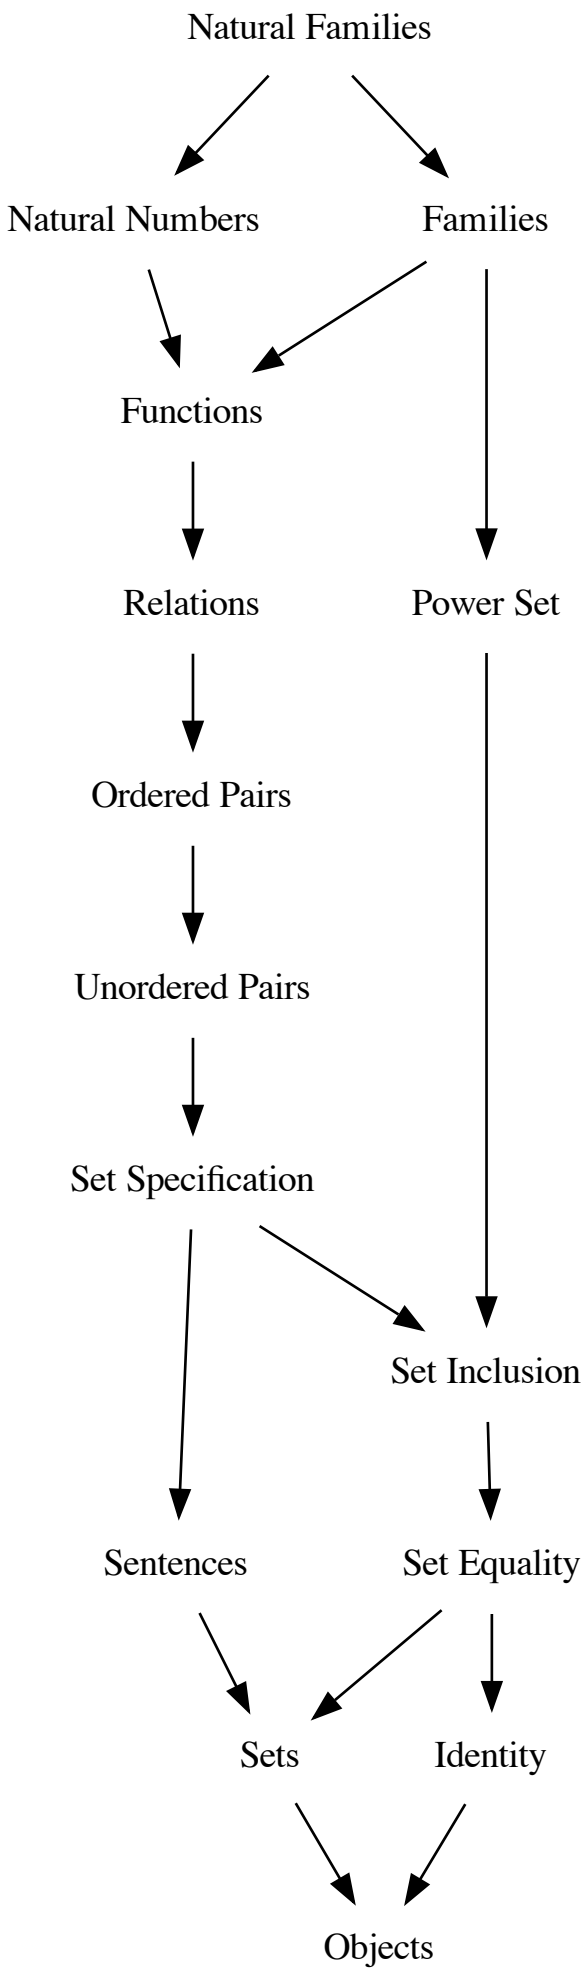 Natural Families
Natural Numbers
Families
Functions
Relations
Power Set
Ordered Pairs
Unordered Pairs
Set Specification
Set Inclusion
Sentences
Set Equality
Sets
Identity
Objects